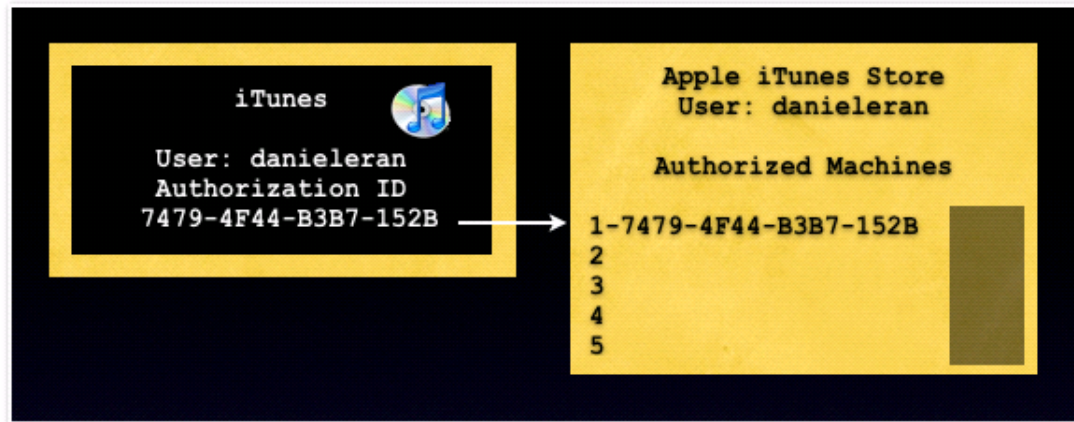 iTunes
User: danieleran
Authorization ID
7479-4F44-B3B7-152B
Apple iTunes Store
User: danieleran
Authorized Machines
1-7479-4F44-B3B7-152B
2
3
4
5